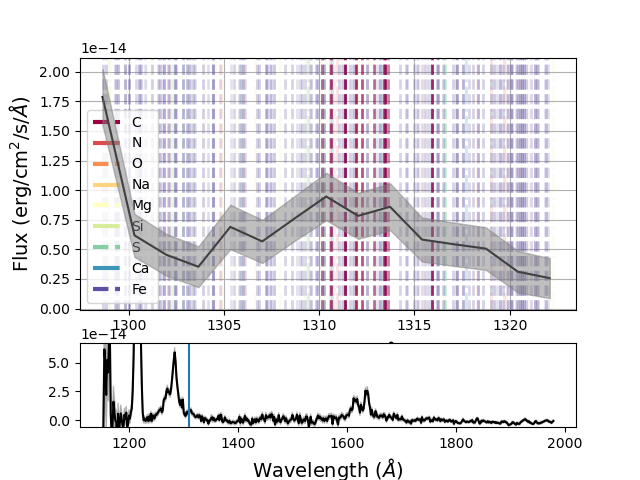 1e−14
2.00
1.75
1.50
1.25
1.00
0.75
0.50
0.25
0.00
Flux (erg/cm²/s/Å)
C
N
O
Na
Mg
Si
S
Ca
Fe
1300 1305 1310 1315 1320
1e−14
5.0
2.5
0.0
1200 1400 1600 1800 2000
Wavelength (Å)